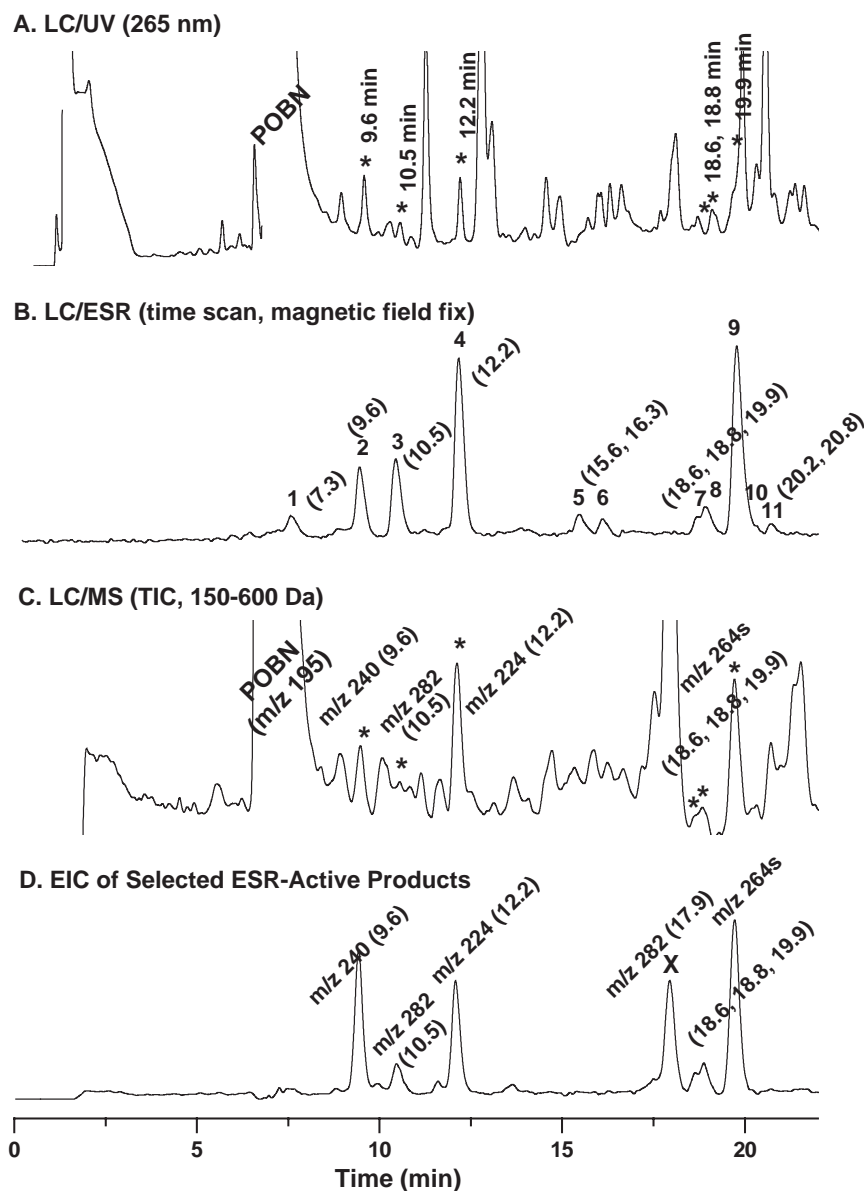 A. LC/UV (265 nm)
POBN
* 9.6 min
* 10.5 min
* 12.2 min
** 18.6, 18.8 min
* 19.9 min
B. LC/ESR (time scan, magnetic field fix)
1
(7.3)
(9.6)
2
3
(10.5)
4
(12.2)
5
6
(15.6, 16.3)
(18.6, 18.8, 19.9)
7
8
9
10
11
(20.2, 20.8)
C. LC/MS (TIC, 150-600 Da)
POBN
(m/z 195)
m/z 240 (9.6)
*
m/z 282
(10.5)
*
*
m/z 224 (12.2)
m/z 264s
(18.6, 18.8, 19.9)
**
*
D. EIC of Selected ESR-Active Products
m/z 240 (9.6)
m/z 282
(10.5)
m/z 224 (12.2)
m/z 282 (17.9)
X
m/z 264s
(18.6, 18.8, 19.9)
0
5
10
15
20
Time (min)